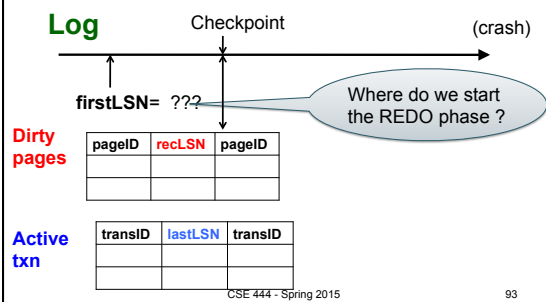 Log
Checkpoint
(crash)
firstLSN= ???
Where do we start
the REDO phase ?
Dirty
pages
pageID recLSN pageID
Active
txn
transID lastLSN transID
CSE 444 - Spring 2015
93